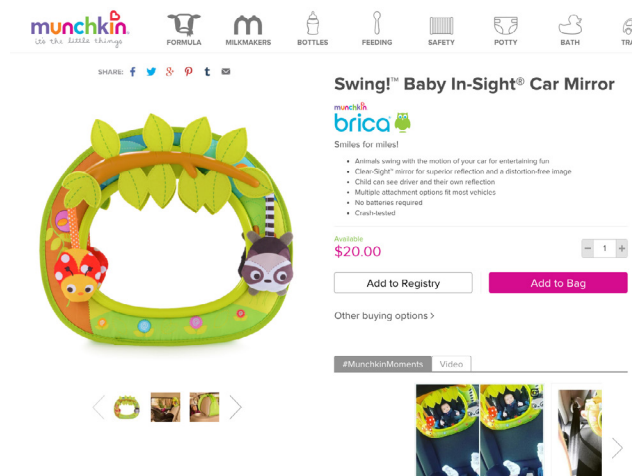 munchkin
it's the little things
FORMULA
MILKMAKERS
BOTTLES
FEEDING
SAFETY
POTTY
BATH
TRA
SHARE:
Swing!™ Baby In-Sight® Car Mirror
munchkin
brica
Smiles for miles!
Animals swing with the motion of your car for entertaining fun
Clear-Sight™ mirror for superior reflection and a distortion-free image
Child can see driver and their own reflection
Multiple attachment options fit most vehicles
No batteries required
Crash-tested
Available
$20.00
1
Add to Registry
Add to Bag
Other buying options >
#MunchkinMoments
Video